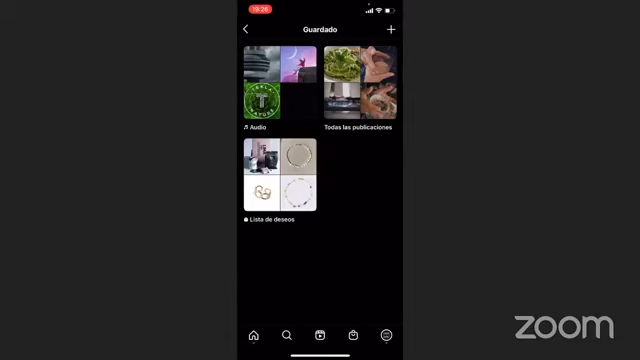 19:26
Guardado
Audio
Todas las publicaciones
Lista de deseos
zoom